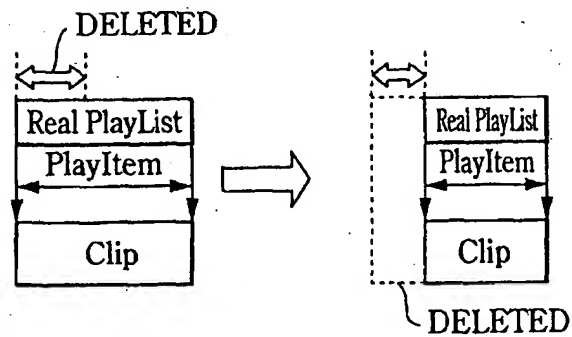 DELETED
Real PlayList
PlayItem
Clip
Real PlayList
PlayItem
Clip
DELETED